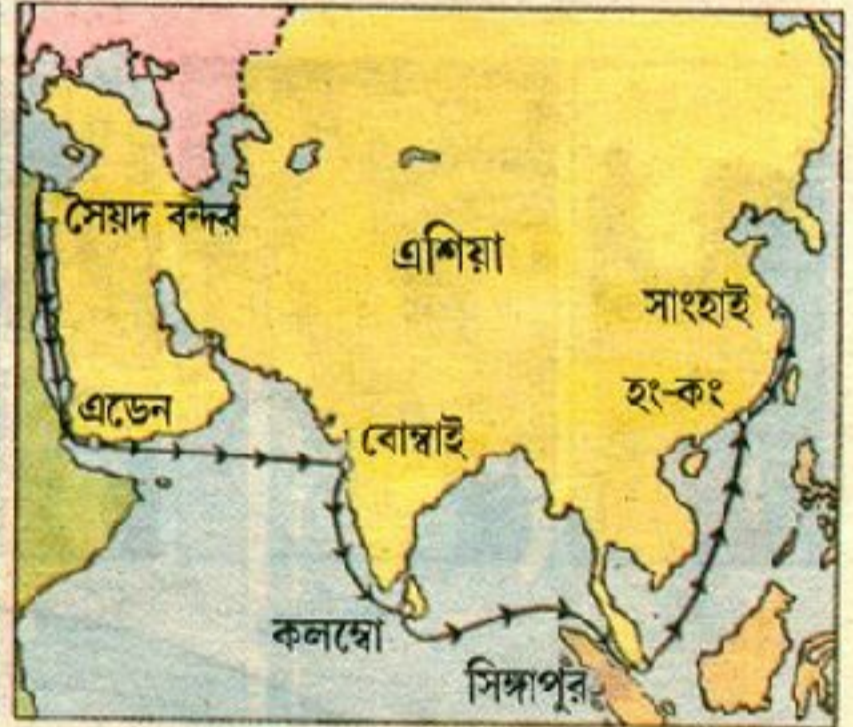 সৈয়দ বন্দর
এশিয়া
সাংহাই
হং-কং
এডেন
বোম্বাই
কলম্বো
সিঙ্গাপুর